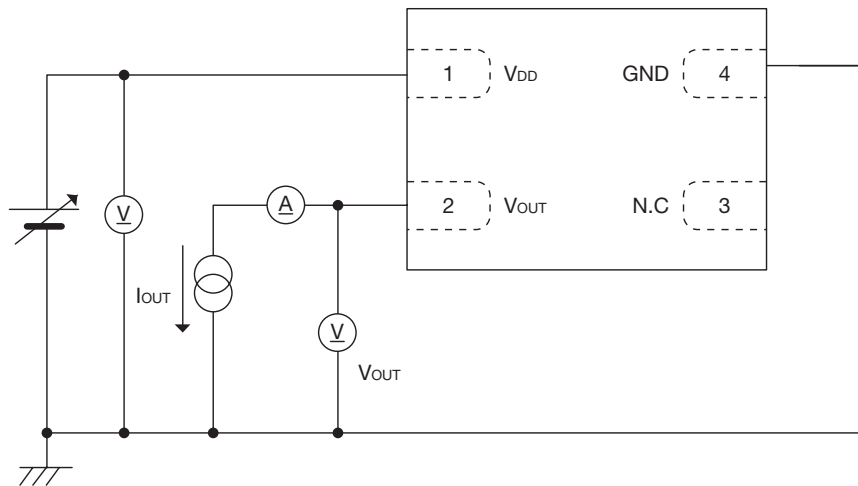 1 VDD GND 4
2 VOUT N.C 3
V
A
IOUT
V
VOUT